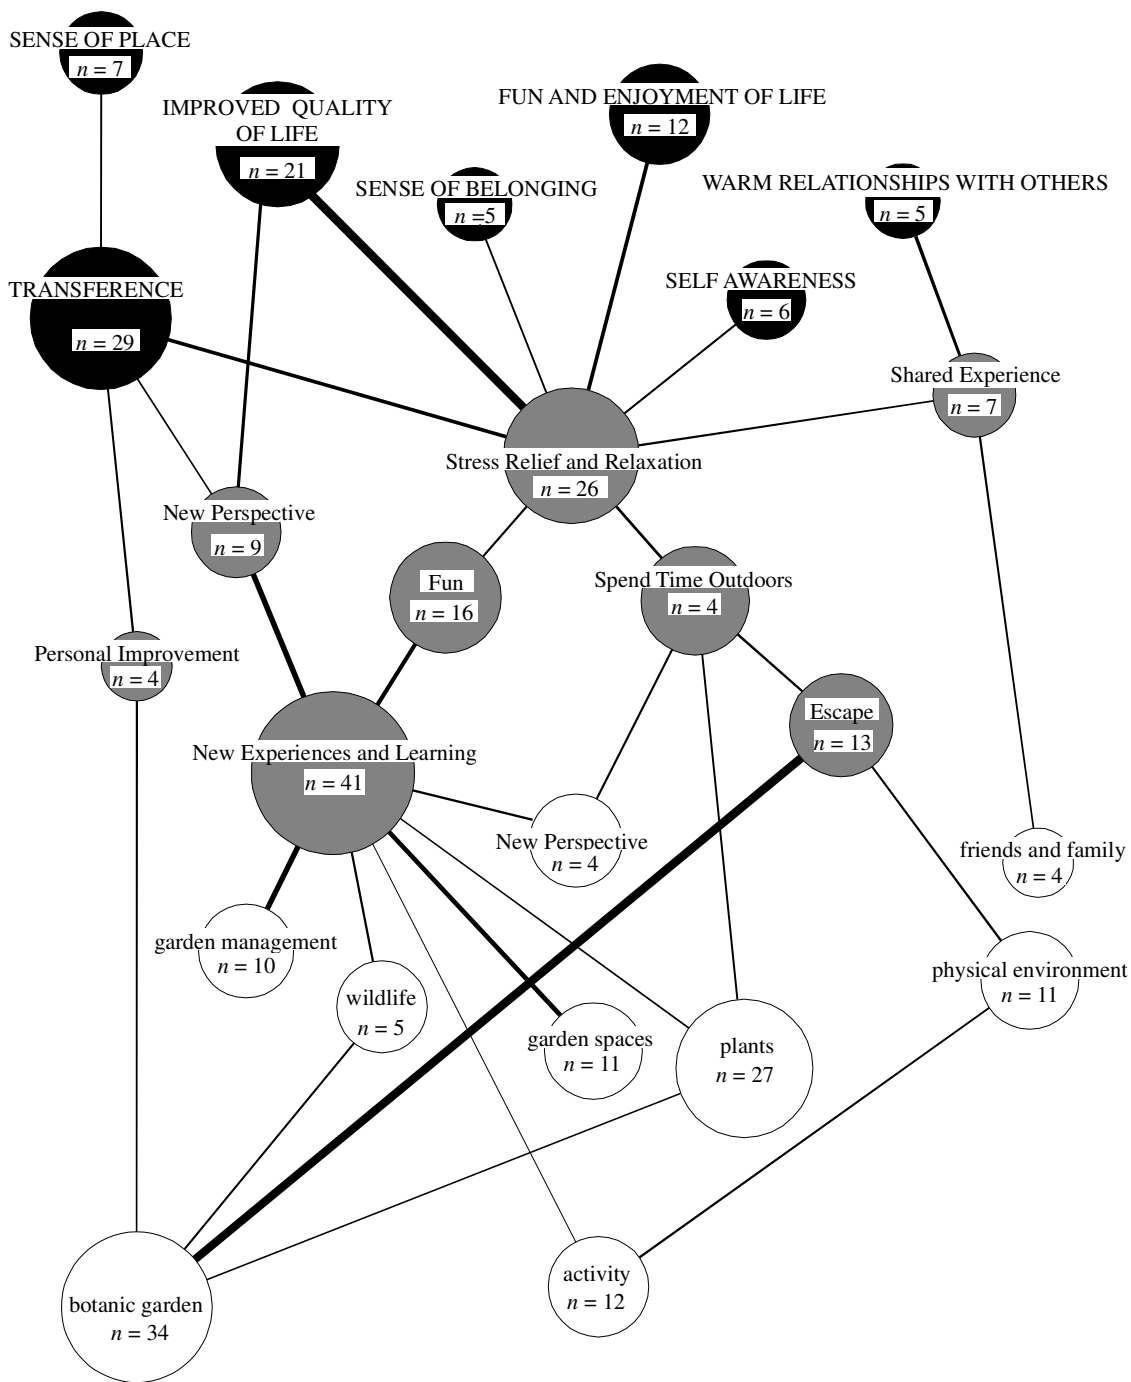 SENSE OF PLACE
n = 7
IMPROVED QUALITY
OF LIFE
n = 21
FUN AND ENJOYMENT OF LIFE
n = 12
SENSE OF BELONGING
n =5
WARM RELATIONSHIPS WITH OTHERS
n = 5
SELF AWARENESS
n = 6
TRANSFERENCE
n = 29
Shared Experience
n = 7
Stress Relief and Relaxation
n = 26
New Perspective
n = 9
Fun
n = 16
Spend Time Outdoors
n = 4
Personal Improvement
n = 4
Escape
n = 13
New Experiences and Learning
n = 41
New Perspective
n = 4
friends and family
n = 4
garden management
n = 10
physical environment
n = 11
wildlife
n = 5
garden spaces
n = 11
plants
n = 27
activity
n = 12
botanic garden
n = 34